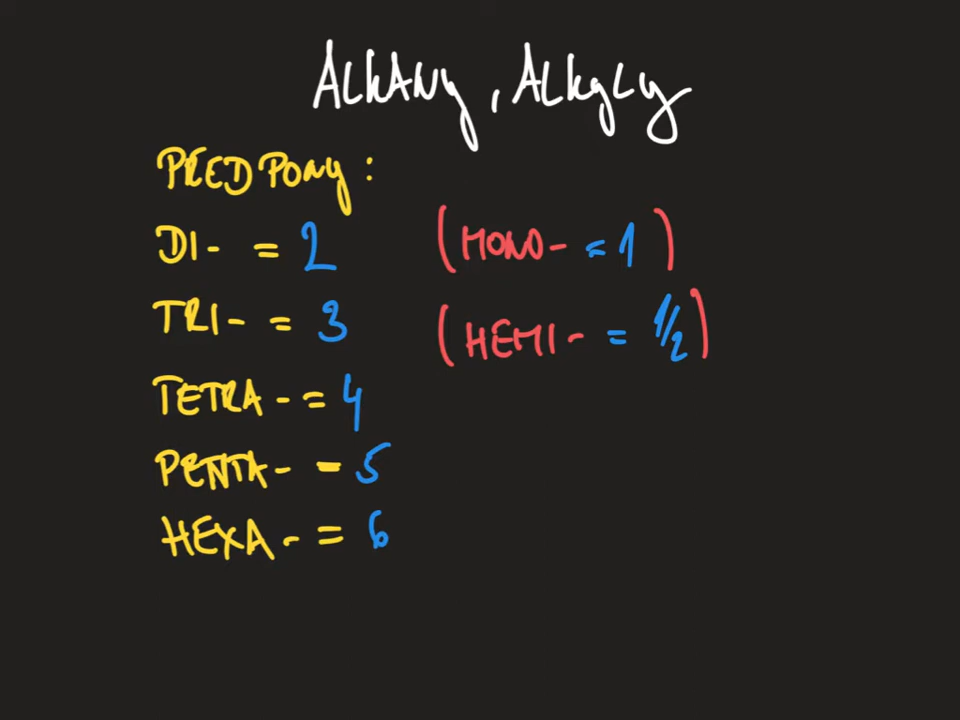 ALKANY, ALKYLY
PREDPONY:
DI- = 2
(MONO- = 1)
TRI- = 3
(HEMI- = 1/2)
TETRA- = 4
PENTA- = 5
HEXA- = 6